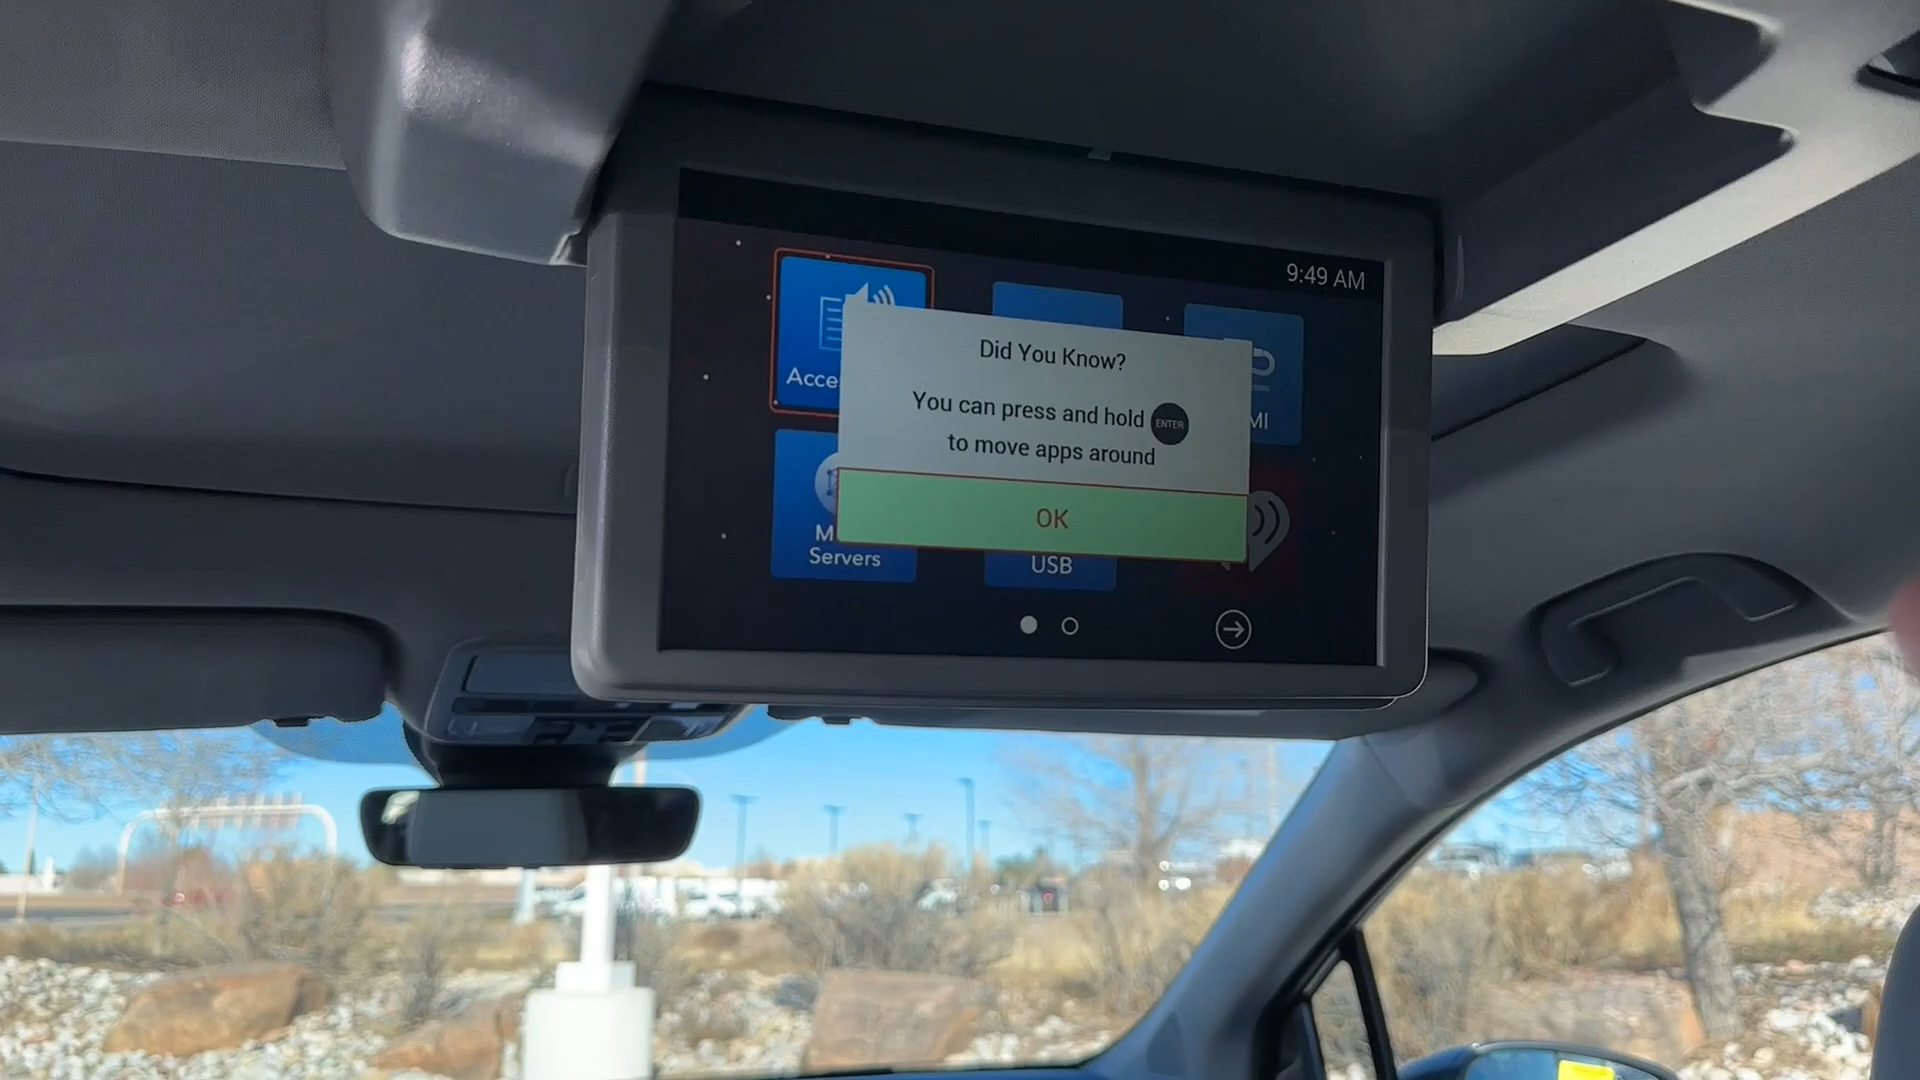 9:49 AM
Did You Know?
You can press and hold ENTER
to move apps around
OK
Servers
USB